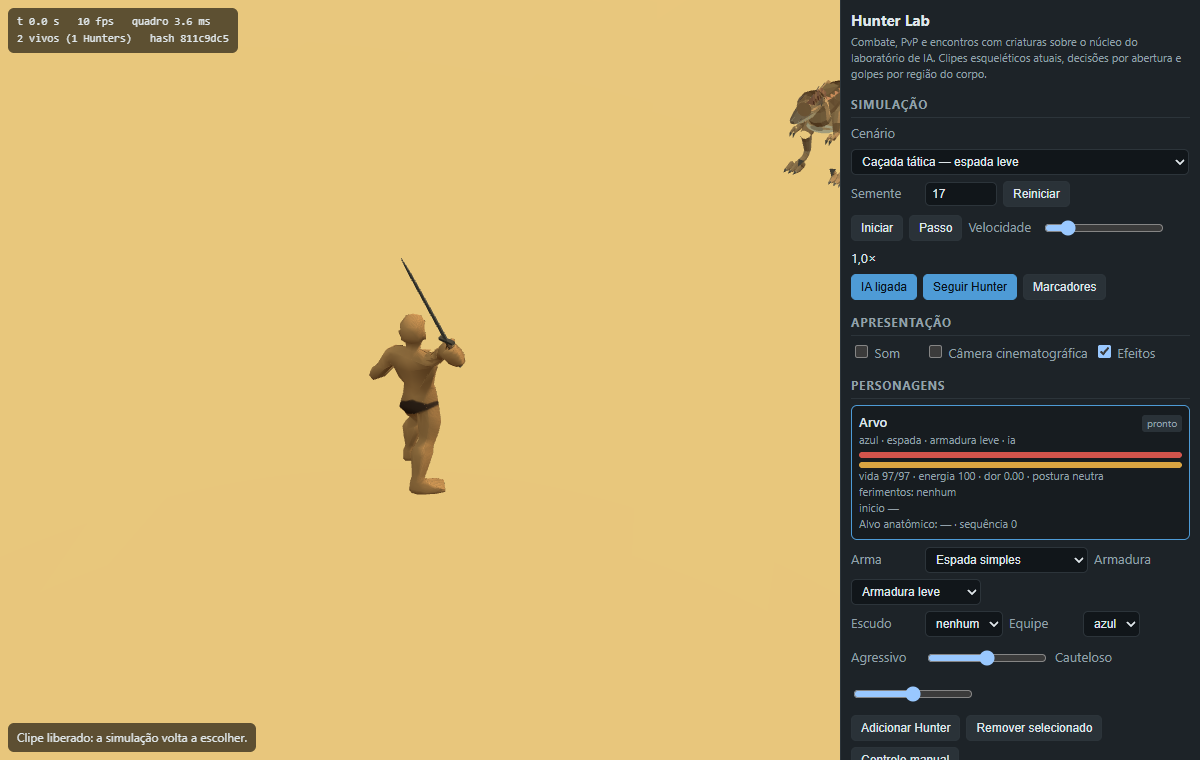 t 0.0 s   10 fps   quadro 3.6 ms
2 vivos (1 Hunters)   hash 811c9dc5
Clipe liberado: a simulação volta a escolher.
Hunter Lab
Combate, PvP e encontros com criaturas sobre o núcleo do
laboratório de IA. Clipes esqueléticos atuais, decisões por abertura e
golpes por região do corpo.
SIMULAÇÃO
Cenário
Caçada tática — espada leve
Semente 17 Reiniciar
Iniciar Passo Velocidade
1,0×
IA ligada Seguir Hunter Marcadores
APRESENTAÇÃO
Som Câmera cinematográfica Efeitos
PERSONAGENS
Arvo pronto
azul · espada · armadura leve · ia
vida 97/97 · energia 100 · dor 0.00 · postura neutra
ferimentos: nenhum
inicio —
Alvo anatômico: — · sequência 0
Arma Espada simples Armadura
Armadura leve
Escudo nenhum Equipe azul
Agressivo Cauteloso
Adicionar Hunter Remover selecionado
Controle manual